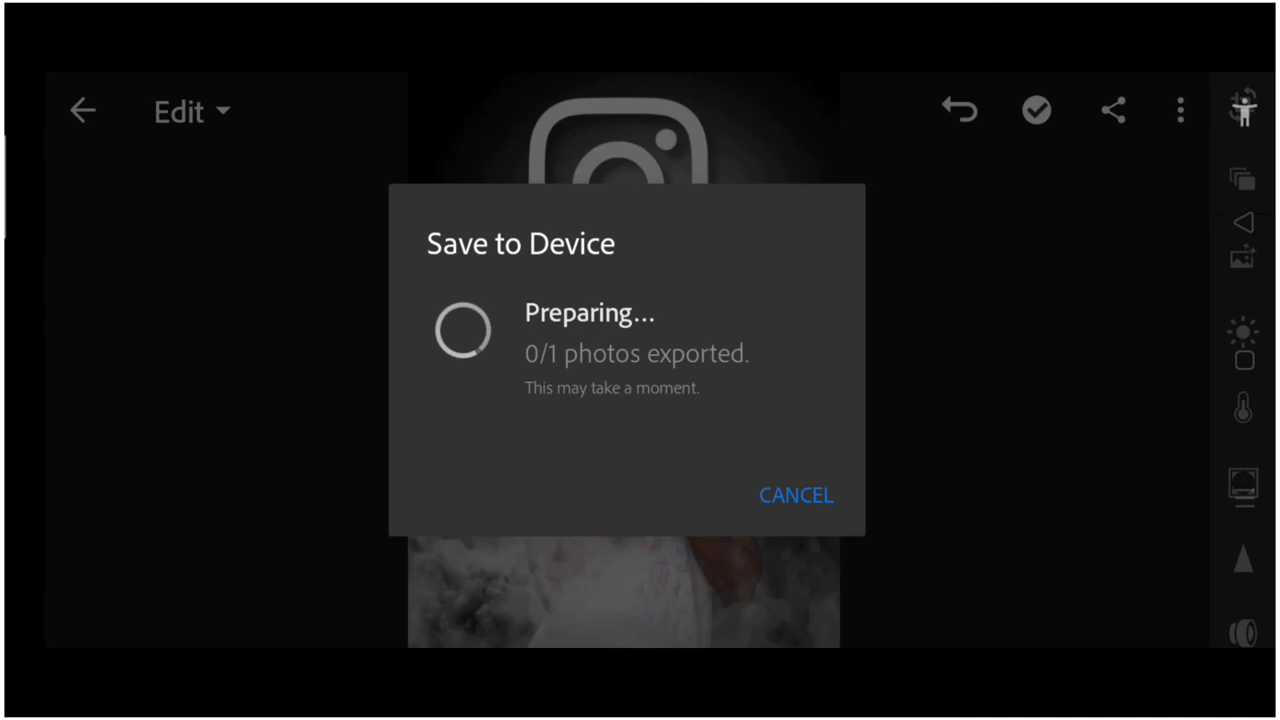 Edit
Save to Device
Preparing...
0/1 photos exported.
This may take a moment.
CANCEL